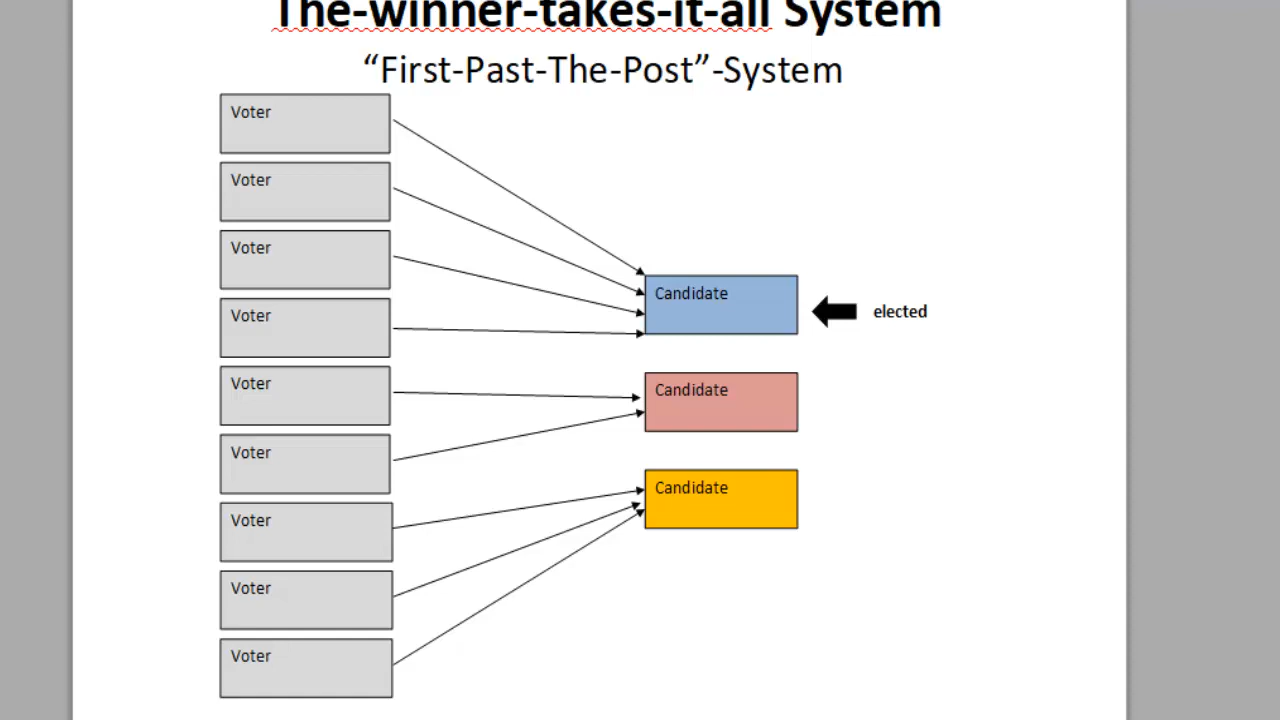 The-winner-takes-it-all System
“First-Past-The-Post”-System
Voter
Voter
Voter
Voter
Voter
Voter
Voter
Voter
Voter
Candidate
elected
Candidate
Candidate